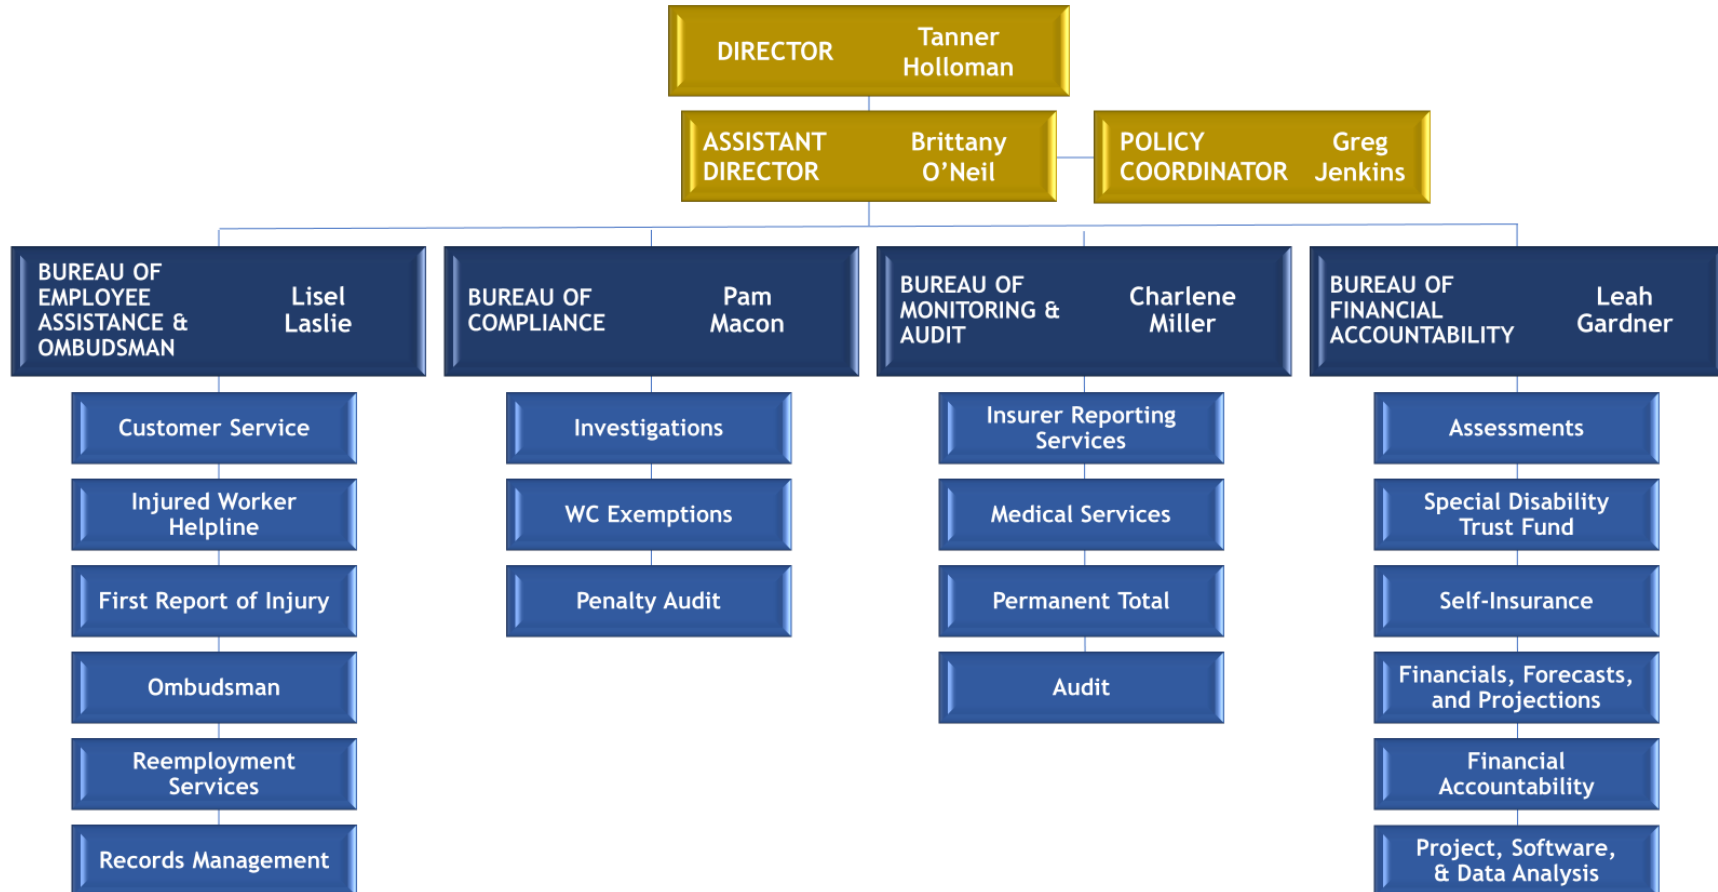 DIRECTOR
Tanner
Holloman
ASSISTANT
DIRECTOR
Brittany
O’Neil
POLICY
COORDINATOR
Greg
Jenkins
BUREAU OF
EMPLOYEE
ASSISTANCE &
OMBUDSMAN
Lisel
Laslie
BUREAU OF
COMPLIANCE
Pam
Macon
BUREAU OF
MONITORING &
AUDIT
Charlene
Miller
BUREAU OF
FINANCIAL
ACCOUNTABILITY
Leah
Gardner
Customer Service
Injured Worker
Helpline
First Report of Injury
Ombudsman
Reemployment
Services
Records Management
Investigations
WC Exemptions
Penalty Audit
Insurer Reporting
Services
Medical Services
Permanent Total
Audit
Assessments
Special Disability
Trust Fund
Self-Insurance
Financials, Forecasts,
and Projections
Financial
Accountability
Project, Software,
& Data Analysis